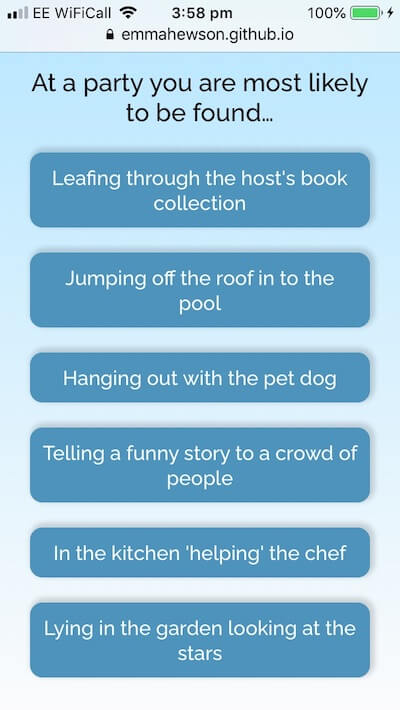 EE WiFiCall 3:58 pm 100%
emmahewson.github.io
At a party you are most likely
to be found…
Leafing through the host's book
collection
Jumping off the roof in to the
pool
Hanging out with the pet dog
Telling a funny story to a crowd of
people
In the kitchen 'helping' the chef
Lying in the garden looking at the
stars